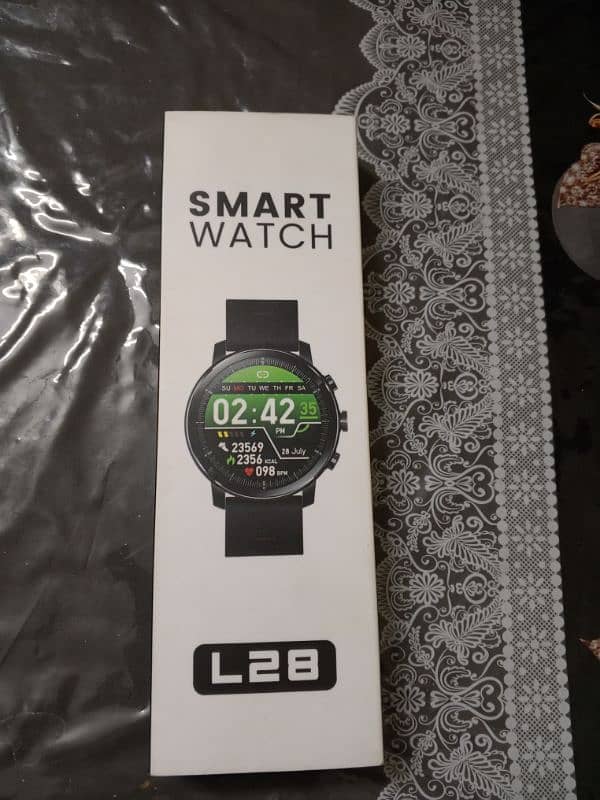 SMART
WATCH
SU MO TU WE TH FR SA
02:42 35
PM
23569
2356 KCAL
28 July
098 BPM
L28